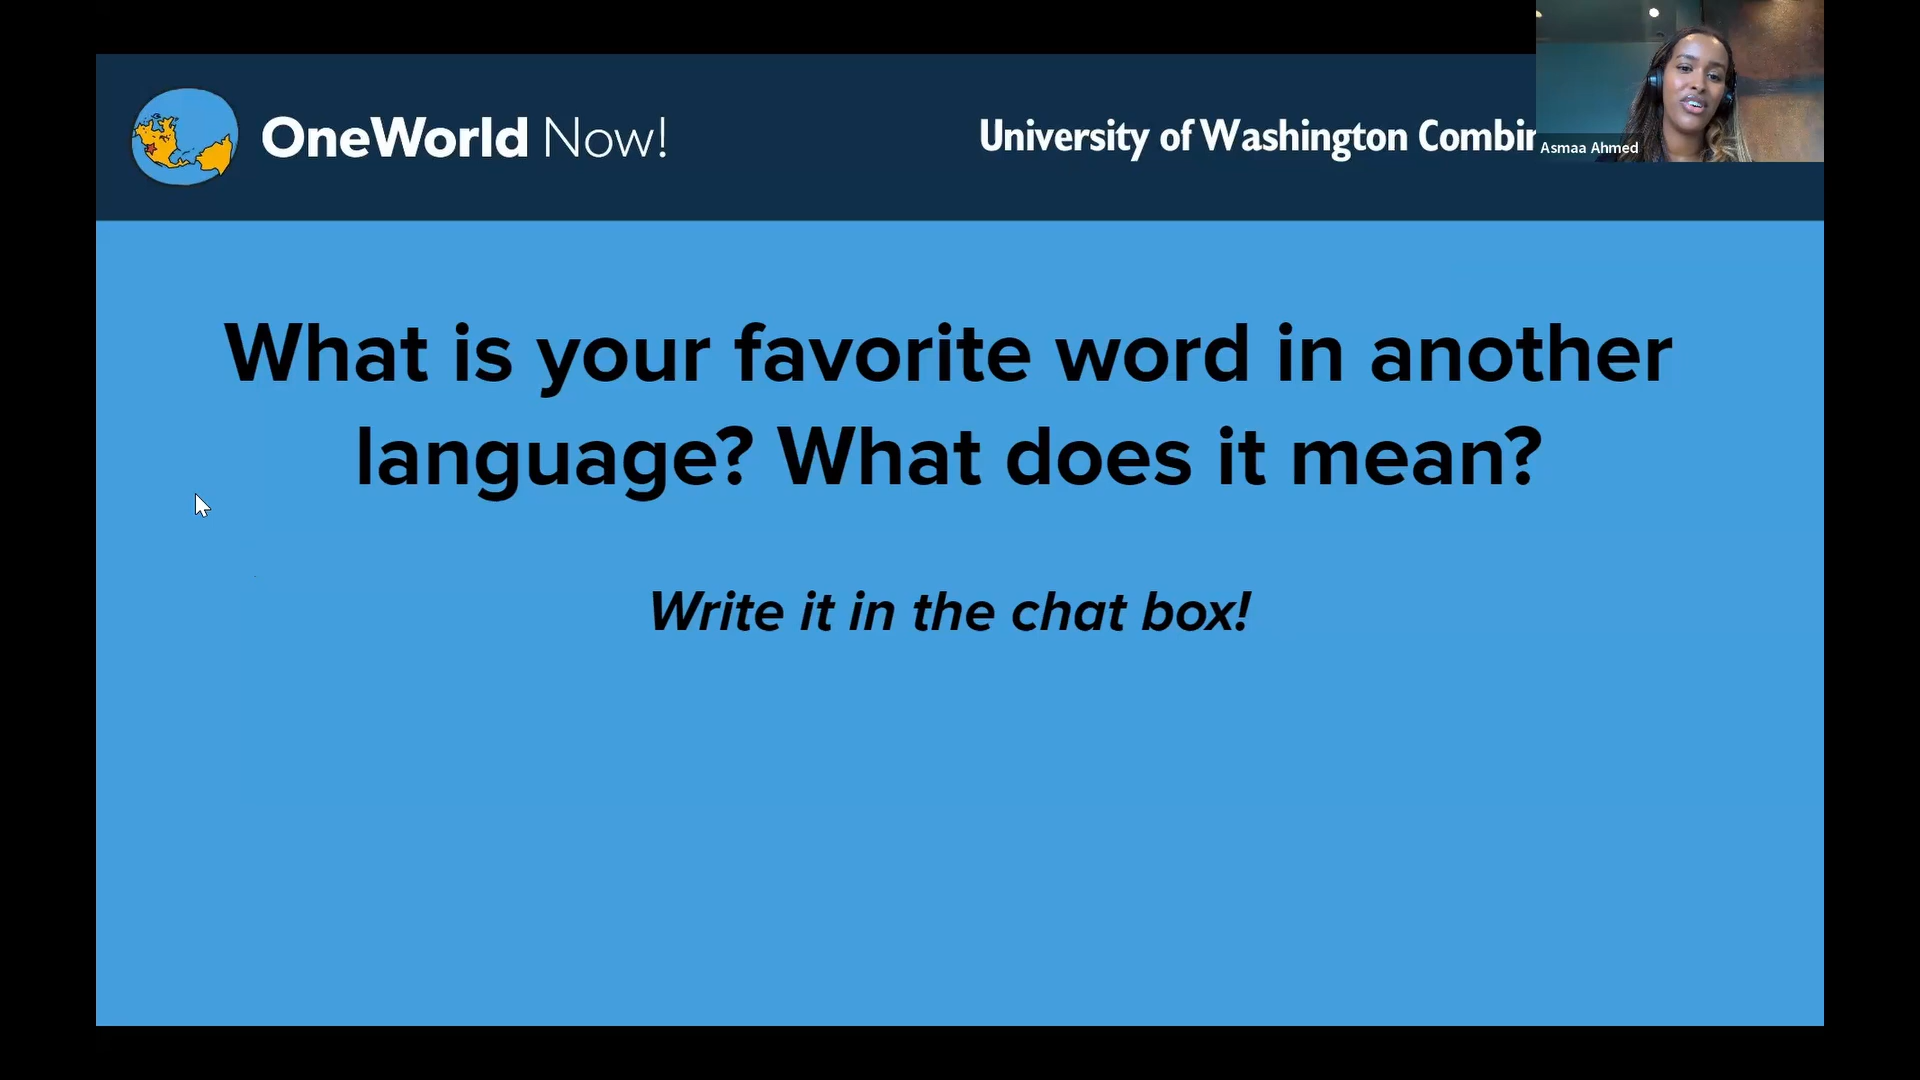 OneWorld Now!
University of Washington Combin
Asmaa Ahmed
What is your favorite word in another
language? What does it mean?
Write it in the chat box!